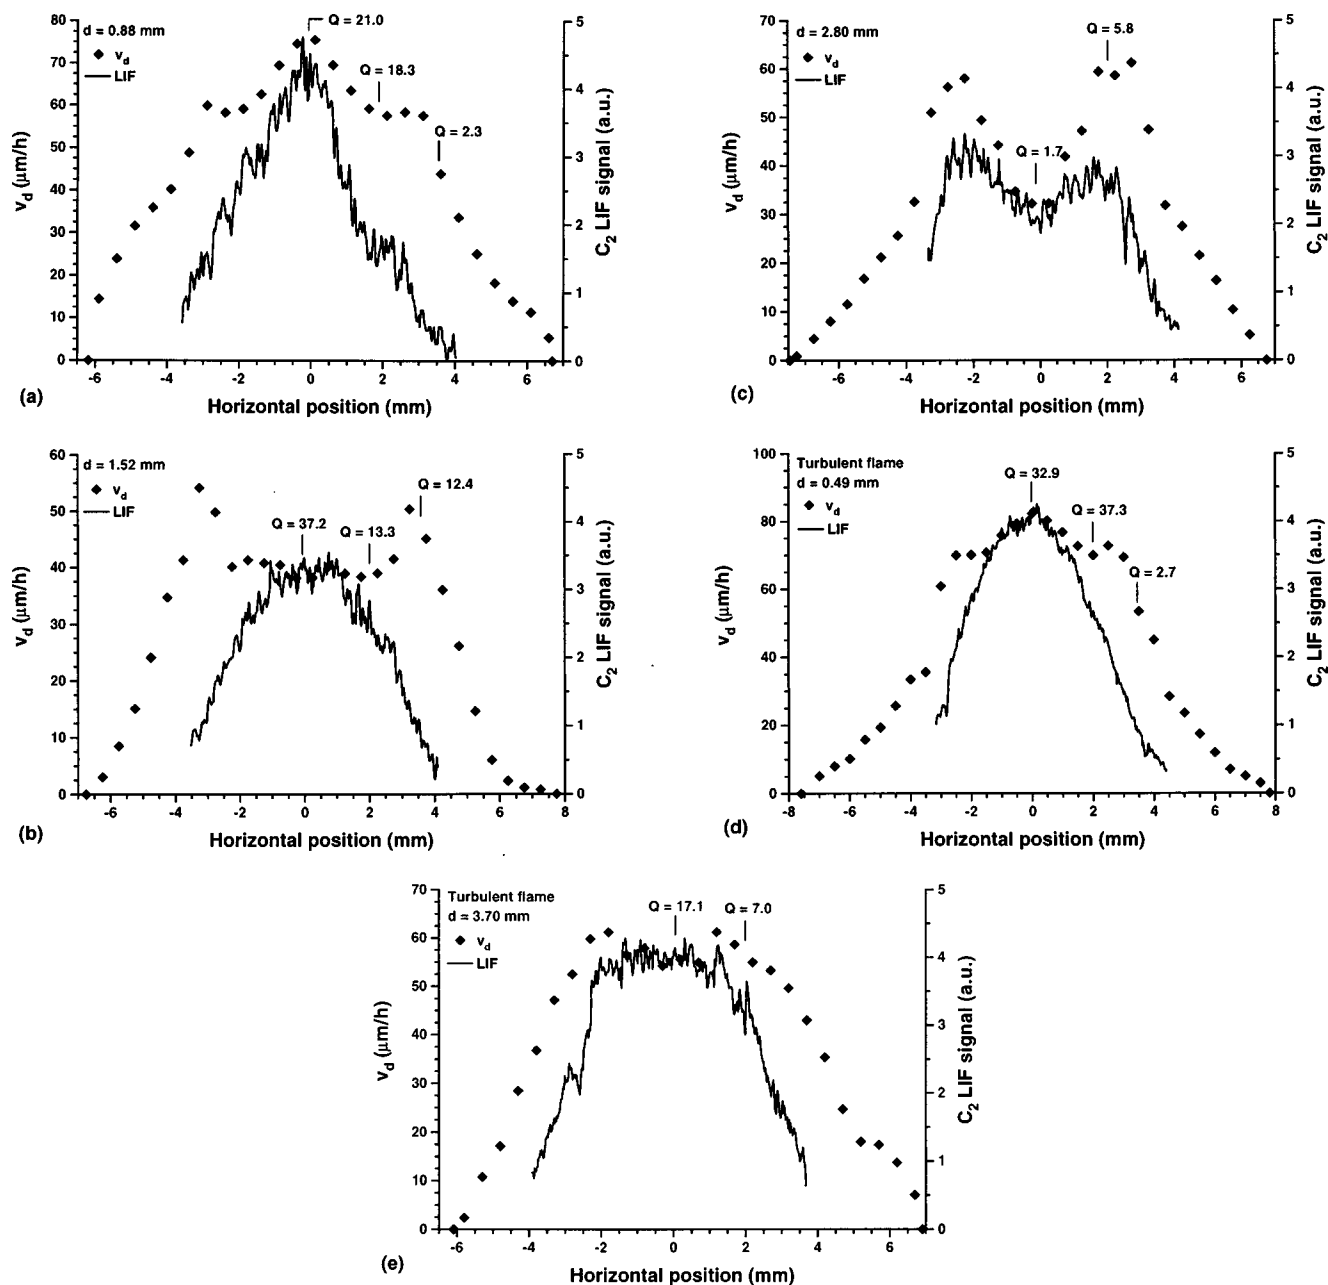 d = 0.88 mm
v_d
LIF
Q = 21.0
Q = 18.3
Q = 2.3
80
70
60
50
40
30
20
10
0
5
4
3
2
1
0
v_d (μm/h)
C₂ LIF signal (a.u.)
-6 -4 -2 0 2 4 6
Horizontal position (mm)
(a)
d = 2.80 mm
v_d
LIF
Q = 5.8
Q = 1.7
70
60
50
40
30
20
10
0
5
4
3
2
1
0
v_d (μm/h)
C₂ LIF signal (a.u.)
-6 -4 -2 0 2 4 6
Horizontal position (mm)
(c)
d = 1.52 mm
v_d
LIF
Q = 12.4
Q = 37.2
Q = 13.3
60
50
40
30
20
10
0
5
4
3
2
1
0
v_d (μm/h)
C₂ LIF signal (a.u.)
-6 -4 -2 0 2 4 6 8
Horizontal position (mm)
(b)
Turbulent flame
d = 0.49 mm
v_d
LIF
Q = 32.9
Q = 37.3
Q = 2.7
100
80
60
40
20
0
5
4
3
2
1
0
v_d (μm/h)
C₂ LIF signal (a.u.)
-8 -6 -4 -2 0 2 4 6 8
Horizontal position (mm)
(d)
Turbulent flame
d = 3.70 mm
v_d
LIF
Q = 17.1
Q = 7.0
70
60
50
40
30
20
10
0
5
4
3
2
1
0
v_d (μm/h)
C₂ LIF signal (a.u.)
-6 -4 -2 0 2 4 6
Horizontal position (mm)
(e)